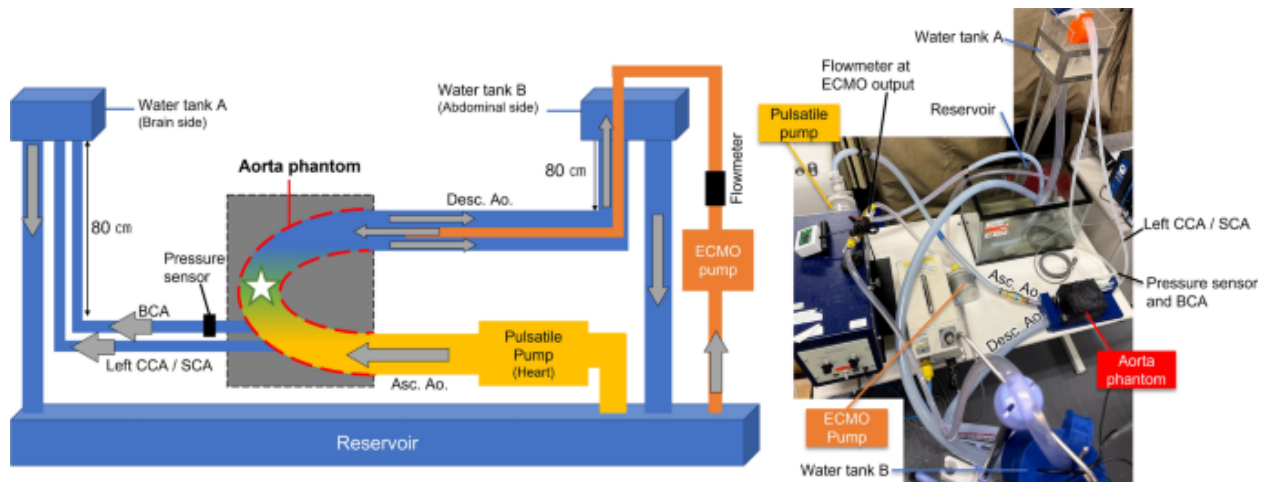 Water tank A
(Brain side)
80 cm
Pressure
sensor
BCA
Left CCA / SCA
Aorta phantom
Desc. Ao.
Asc. Ao.
Water tank B
(Abdominal side)
80 cm
Flowmeter
ECMO
pump
Pulsatile
Pump
(Heart)
Reservoir
Water tank A
Flowmeter at
ECMO output
Reservoir
Pulsatile
pump
Left CCA / SCA
Asc. Ao.
Pressure sensor
and BCA
Desc. Ao.
Aorta
phantom
ECMO
Pump
Water tank B